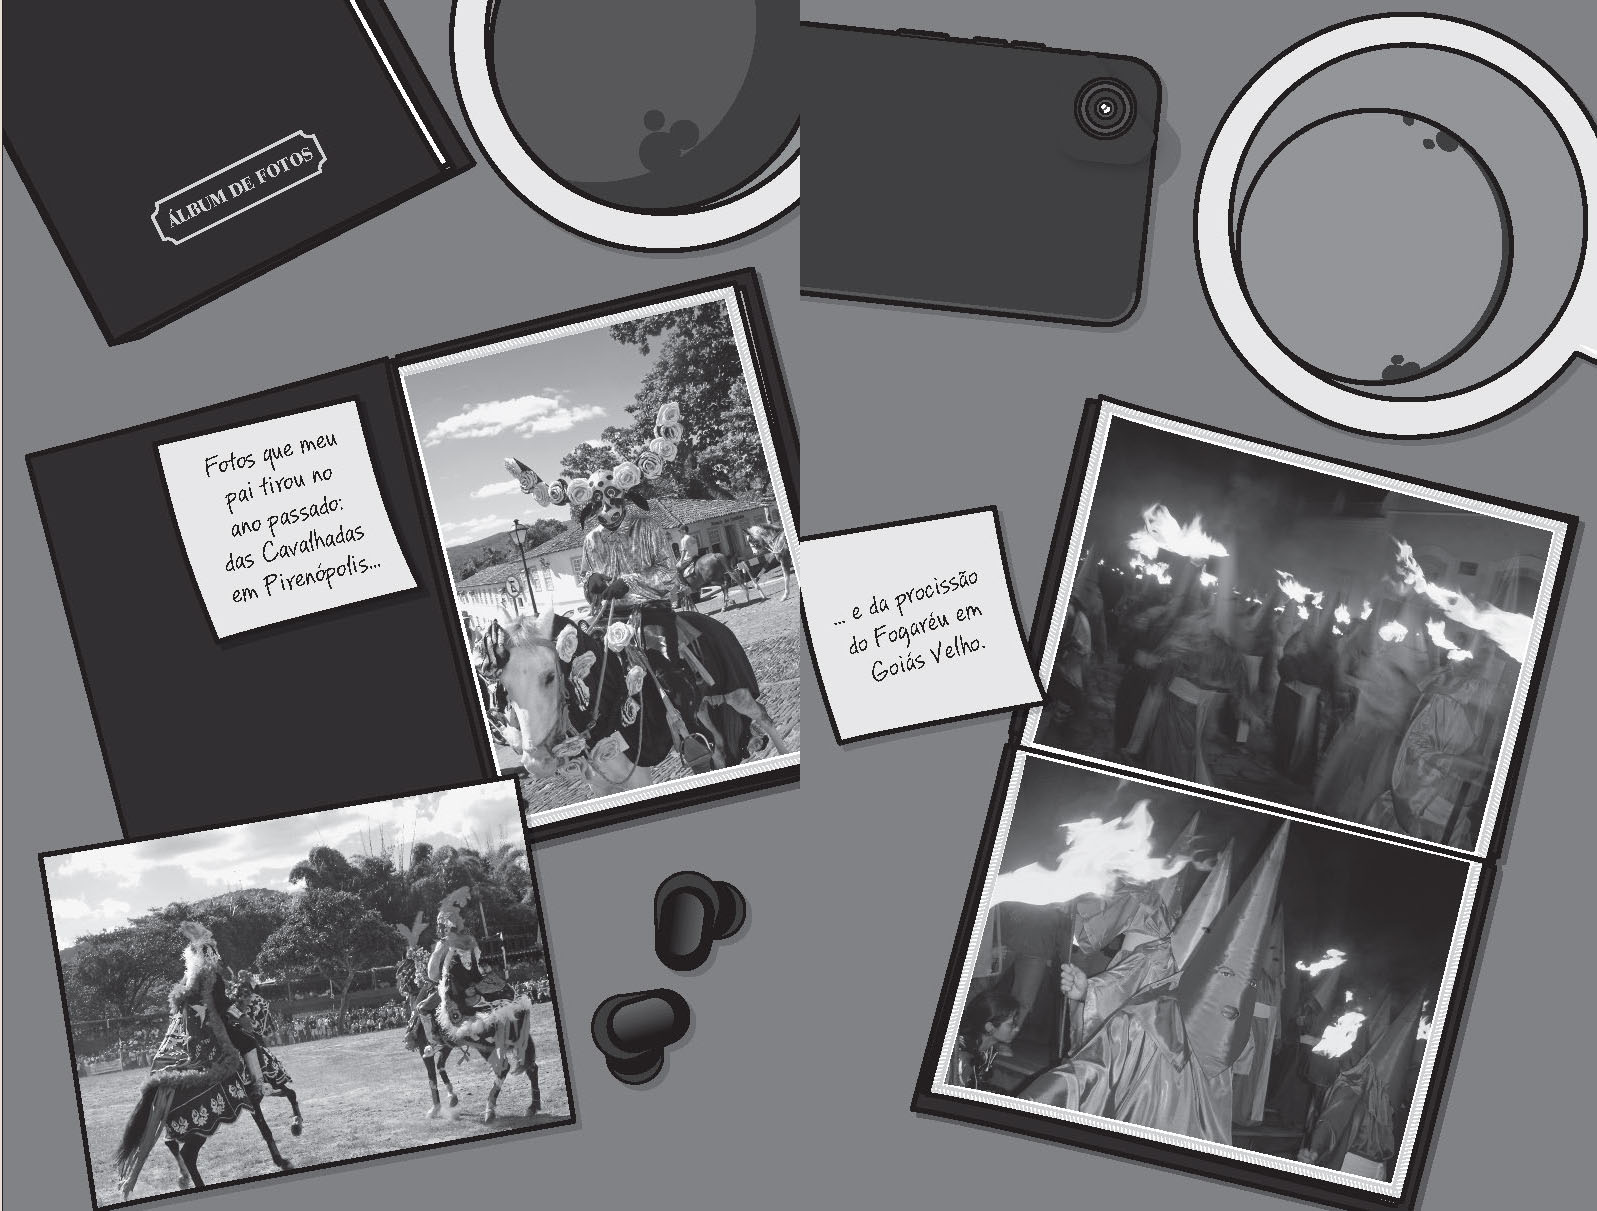 ÁLBUM DE FOTOS
Fotos que meu
pai tirou no
ano passado:
das Cavalhadas
em Pirenópolis...
... e da procissão
do Fogaréu em
Goiás Velho.